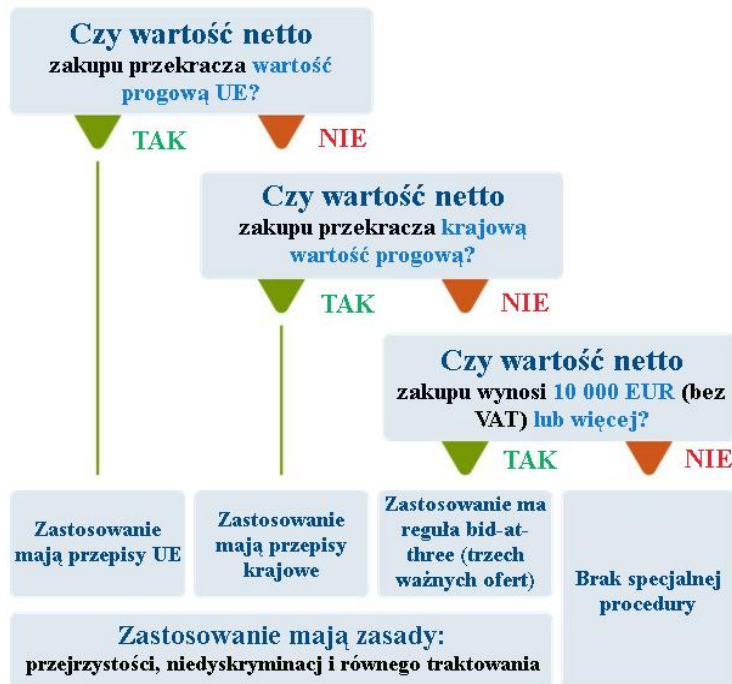 Czy wartość netto
zakupu przekracza wartość
progową UE?
TAK
NIE
Czy wartość netto
zakupu przekracza krajową
wartość progową?
TAK
NIE
Czy wartość netto
zakupu wynosi 10 000 EUR (bez
VAT) lub więcej?
TAK
NIE
Zastosowanie
mają przepisy UE
Zastosowanie
mają przepisy
krajowe
Zastosowanie ma
reguła bid-at-
three (trzech
ważnych ofert)
Brak specjalnej
procedury
Zastosowanie mają zasady:
przejrzystości, niedyskryminacj i równego traktowania